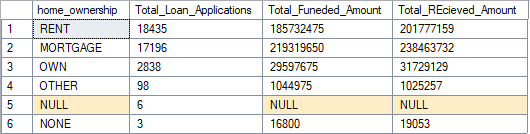 home_ownership Total_Loan_Applications Total_Funeded_Amount Total_REcieved_Amount
1 RENT 18435 185732475 201777159
2 MORTGAGE 17196 219319650 238463732
3 OWN 2838 29597675 31729129
4 OTHER 98 1044975 1025257
5 NULL 6 NULL NULL
6 NONE 3 16800 19053